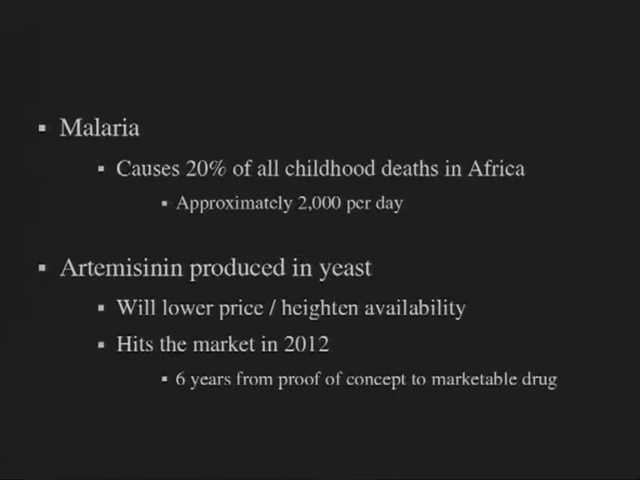 ▪ Malaria
▪ Causes 20% of all childhood deaths in Africa
▪ Approximately 2,000 per day
▪ Artemisinin produced in yeast
▪ Will lower price / heighten availability
▪ Hits the market in 2012
▪ 6 years from proof of concept to marketable drug